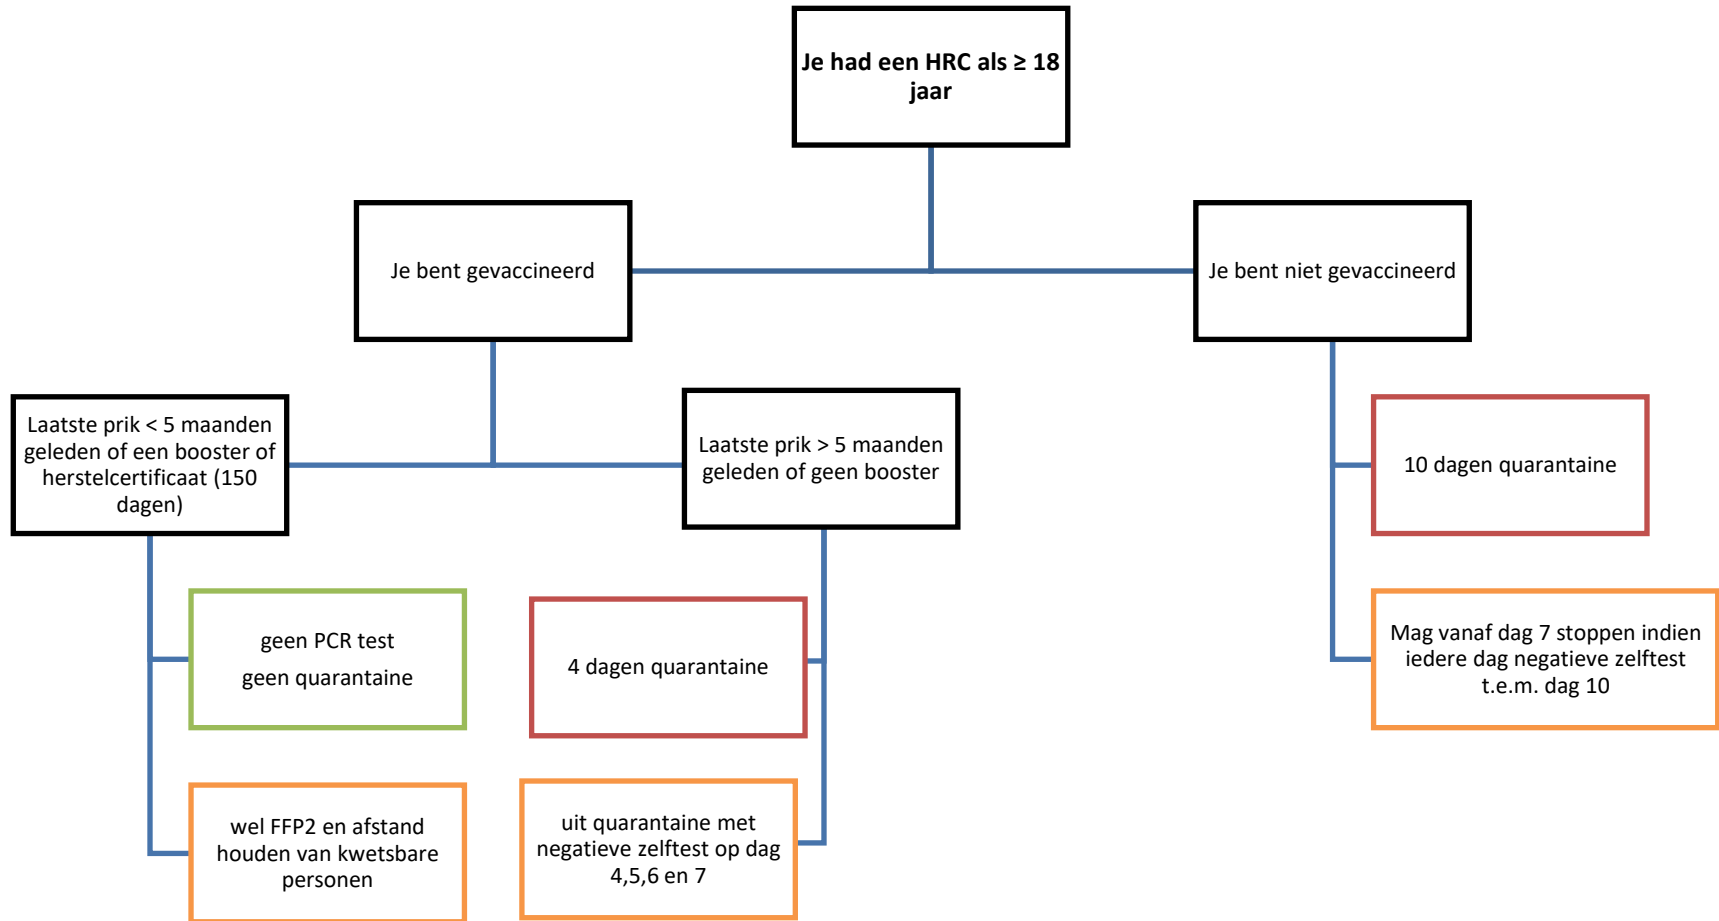 Je had een HRC als ≥ 18
jaar
Je bent gevaccineerd
Je bent niet gevaccineerd
Laatste prik < 5 maanden
geleden of een booster of
herstelcertificaat (150
dagen)
Laatste prik > 5 maanden
geleden of geen booster
10 dagen quarantaine
geen PCR test
geen quarantaine
4 dagen quarantaine
Mag vanaf dag 7 stoppen indien
iedere dag negatieve zelftest
t.e.m. dag 10
wel FFP2 en afstand
houden van kwetsbare
personen
uit quarantaine met
negatieve zelftest op dag
4,5,6 en 7